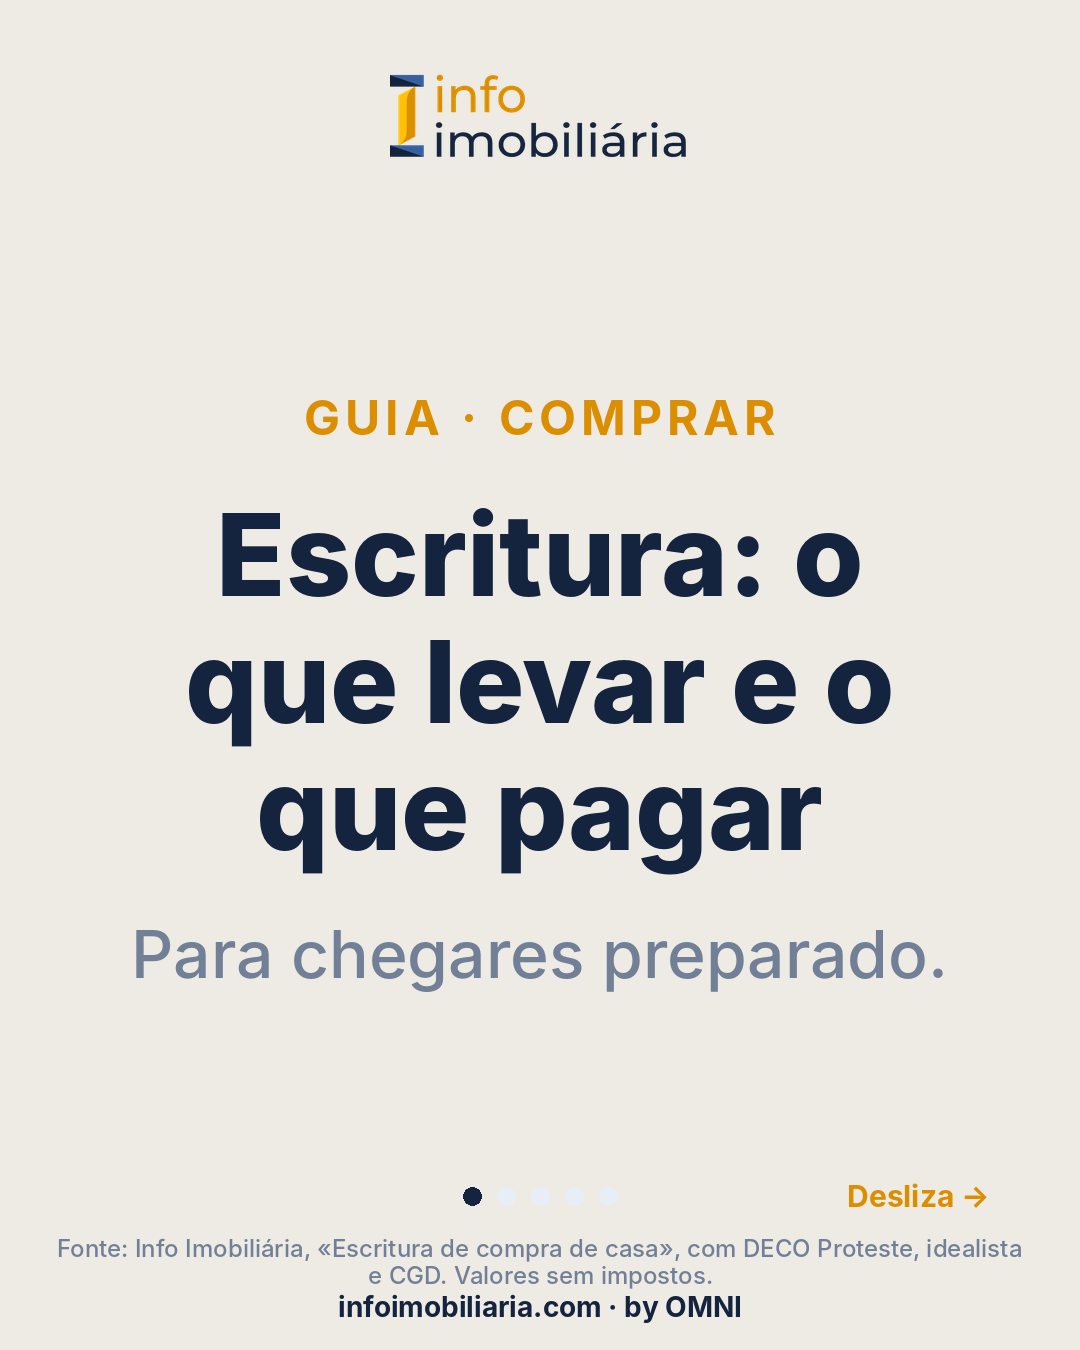 info
imobiliária
GUIA · COMPRAR
Escritura: o
que levar e o
que pagar
Para chegares preparado.
Desliza →
Fonte: Info Imobiliária, «Escritura de compra de casa», com DECO Proteste, idealista
e CGD. Valores sem impostos.
infoimobiliaria.com · by OMNI